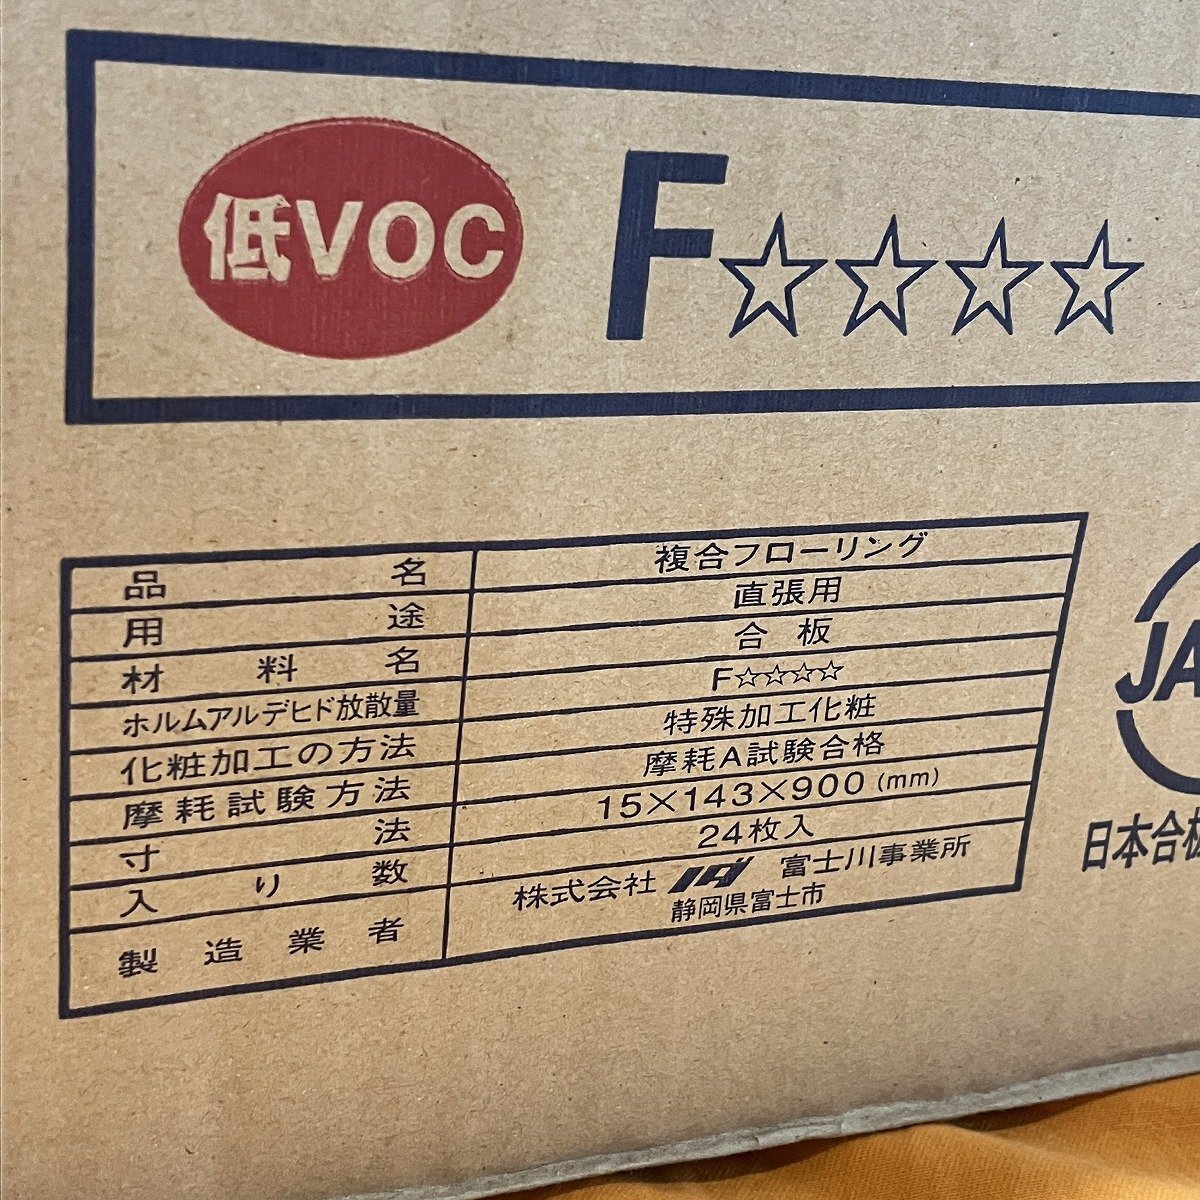 低VOC
F☆☆☆☆
品名 複合フローリング
用途 直張用
材料名 合板
ホルムアルデヒド放散量 F☆☆☆☆
化粧加工の方法 特殊加工化粧
摩耗試験方法 摩耗A試験合格
寸法 15×143×900(mm)
入り数 24枚入
製造業者 株式会社 富士川事業所
静岡県富士市
JA
日本合板